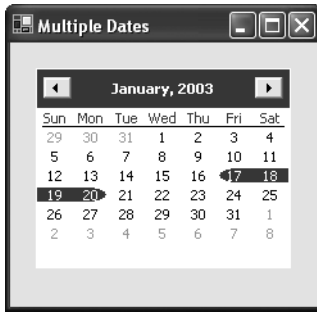 Multiple Dates
January, 2003
Sun Mon Tue Wed Thu Fri Sat
29 30 31 1 2 3 4
5 6 7 8 9 10 11
12 13 14 15 16 17 18
19 20 21 22 23 24 25
26 27 28 29 30 31 1
2 3 4 5 6 7 8